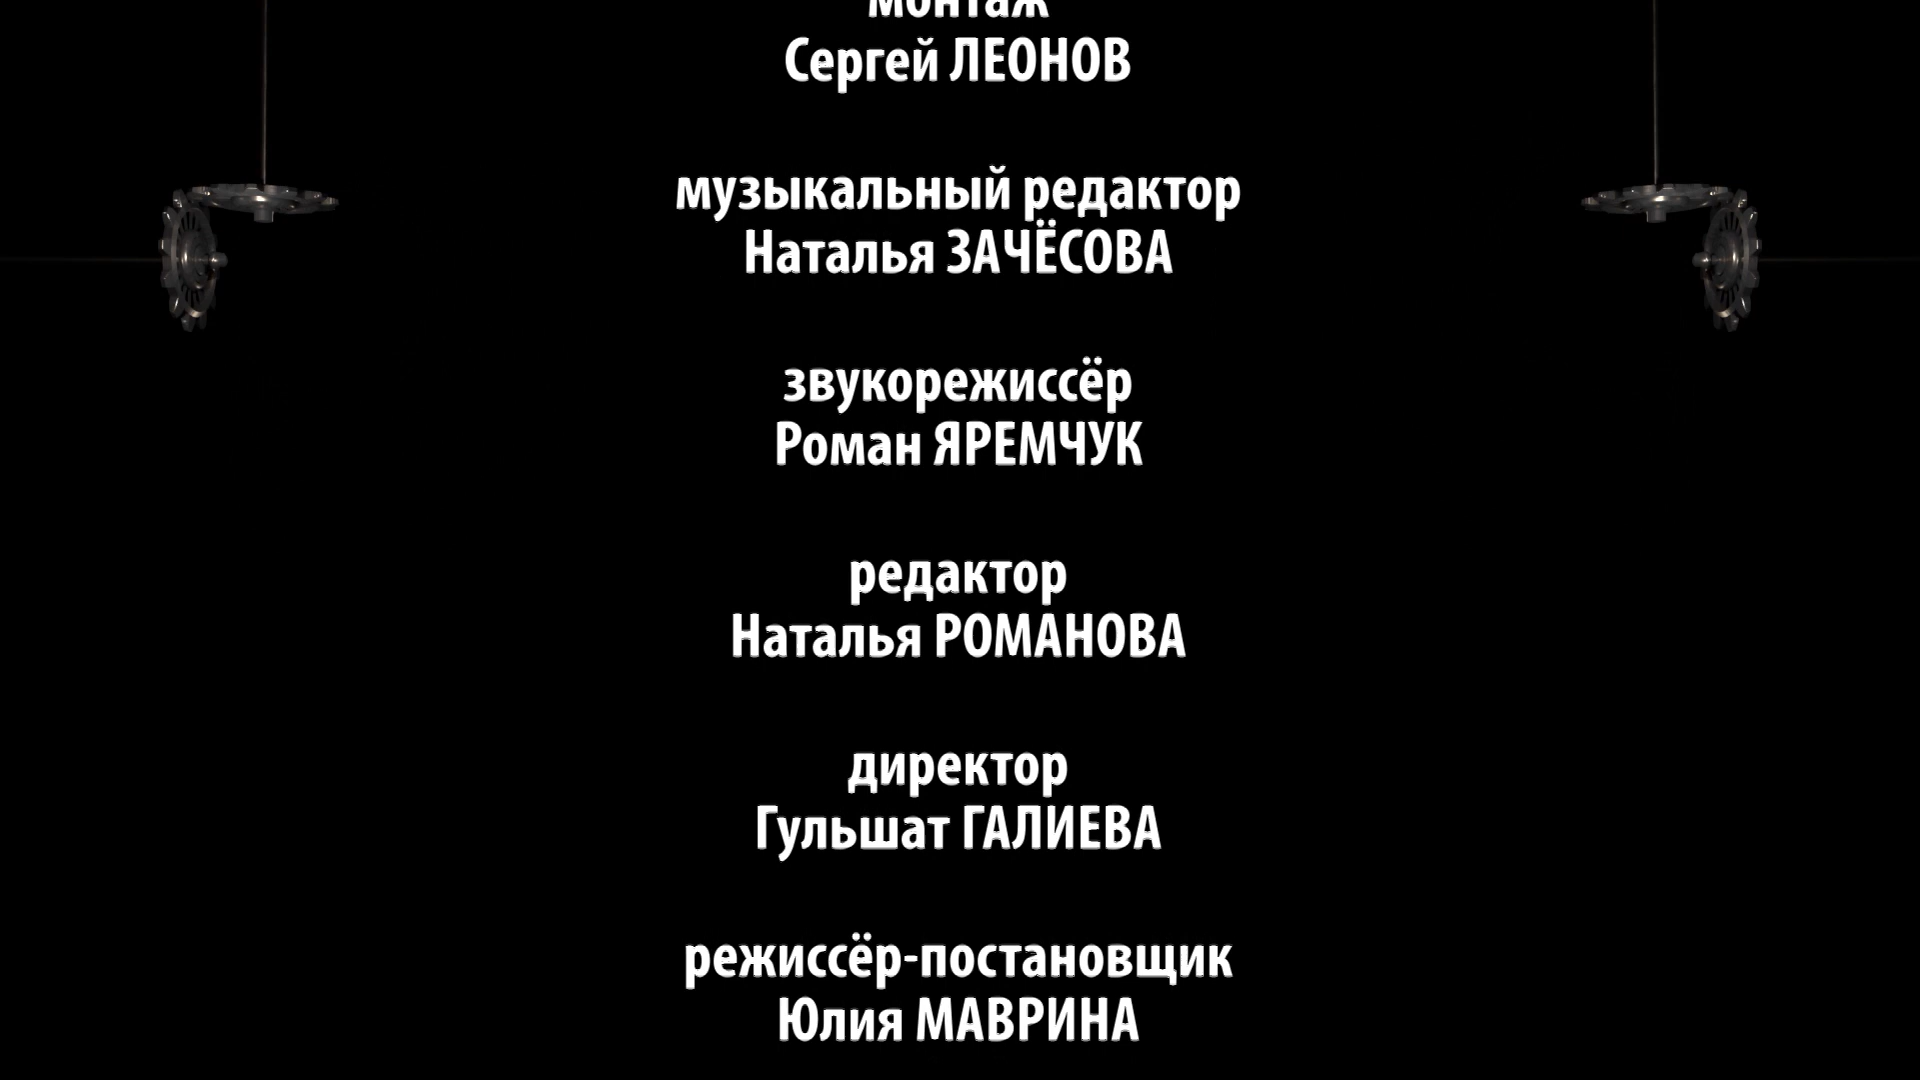 монтаж
Сергей ЛЕОНОВ
музыкальный редактор
Наталья ЗАЧЁСОВА
звукорежиссёр
Роман ЯРЕМЧУК
редактор
Наталья РОМАНОВА
директор
Гульшат ГАЛИЕВА
режиссёр-постановщик
Юлия МАВРИНА